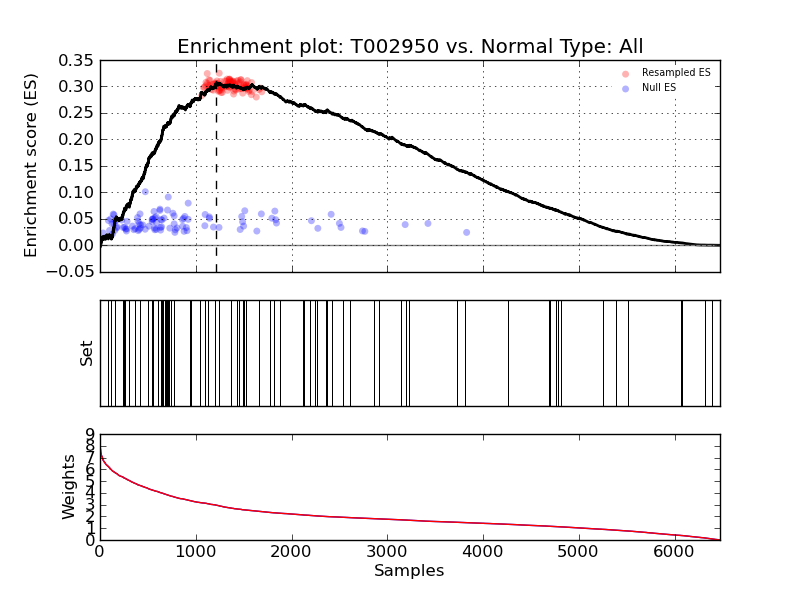 Enrichment plot: T002950 vs. Normal Type: All
Enrichment score (ES)
0.35
0.30
0.25
0.20
0.15
0.10
0.05
0.00
−0.05
Resampled ES
Null ES
Set
Weights
9
8
7
6
5
4
3
2
1
0
0 1000 2000 3000 4000 5000 6000
Samples